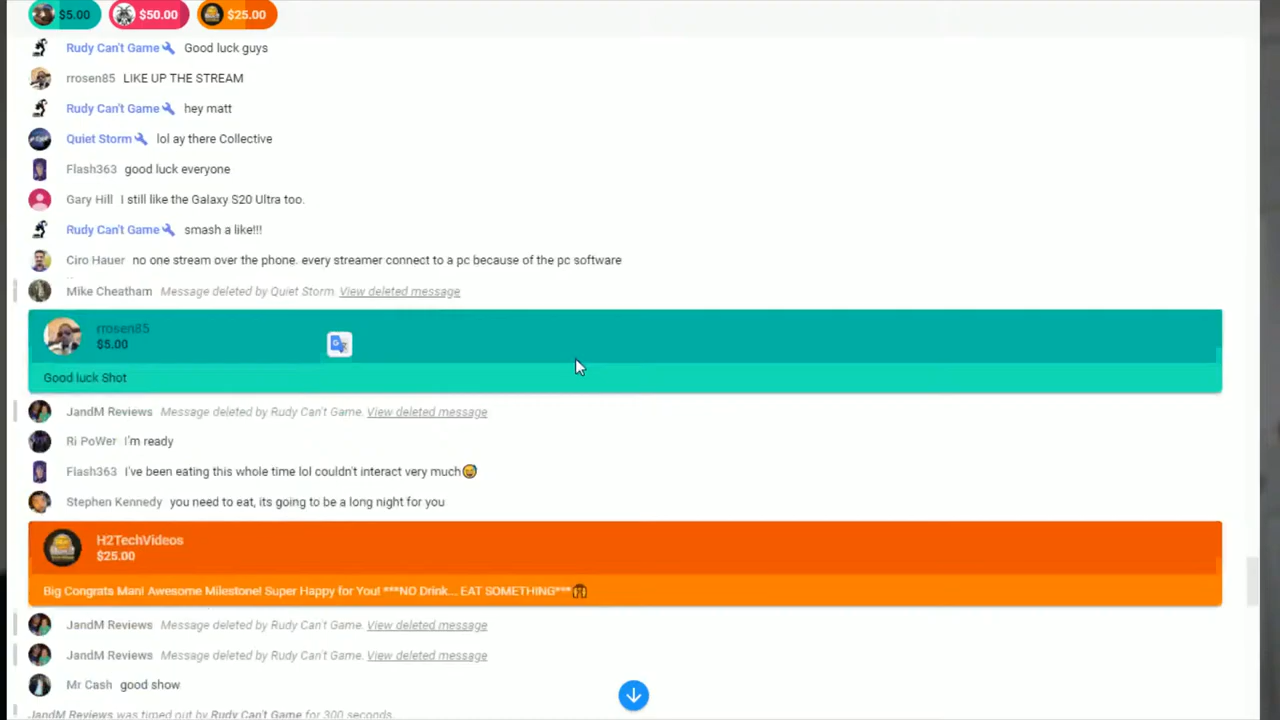 $5.00 $50.00 $25.00
Rudy Can't Game Good luck guys
rrosen85 LIKE UP THE STREAM
Rudy Can't Game hey matt
Quiet Storm lol ay there Collective
Flash363 good luck everyone
Gary Hill I still like the Galaxy S20 Ultra too.
Rudy Can't Game smash a like!!!
Ciro Hauer no one stream over the phone. every streamer connect to a pc because of the pc software
Mike Cheatham Message deleted by Quiet Storm. View deleted message
rrosen85
$5.00
Good luck Shot
JandM Reviews Message deleted by Rudy Can't Game. View deleted message
Ri PoWer I'm ready
Flash363 I've been eating this whole time lol couldn't interact very much😅
Stephen Kennedy you need to eat, its going to be a long night for you
H2TechVideos
$25.00
Big Congrats Man! Awesome Milestone! Super Happy for You! ***NO Drink... EAT SOMETHING***
JandM Reviews Message deleted by Rudy Can't Game. View deleted message
JandM Reviews Message deleted by Rudy Can't Game. View deleted message
Mr Cash good show
JandM Reviews was timed out by Rudy Can't Game for 300 seconds.